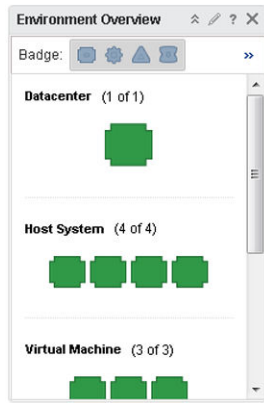 Environment Overview
Badge:
Datacenter (1 of 1)
Host System (4 of 4)
Virtual Machine (3 of 3)